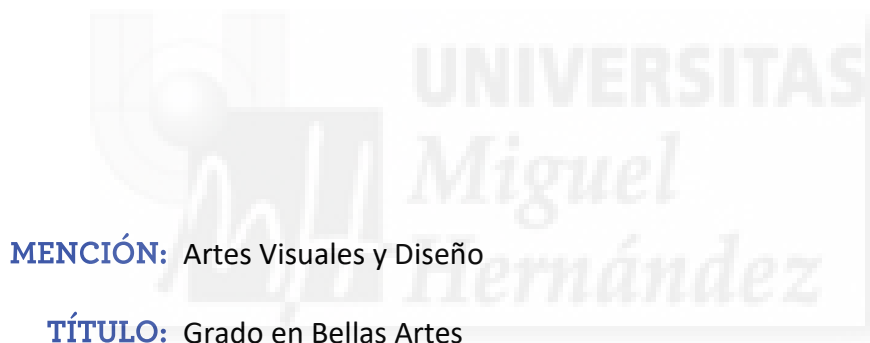 UNIVERSITAS
Miguel
Hernández
MENCIÓN: Artes Visuales y Diseño
TÍTULO: Grado en Bellas Artes